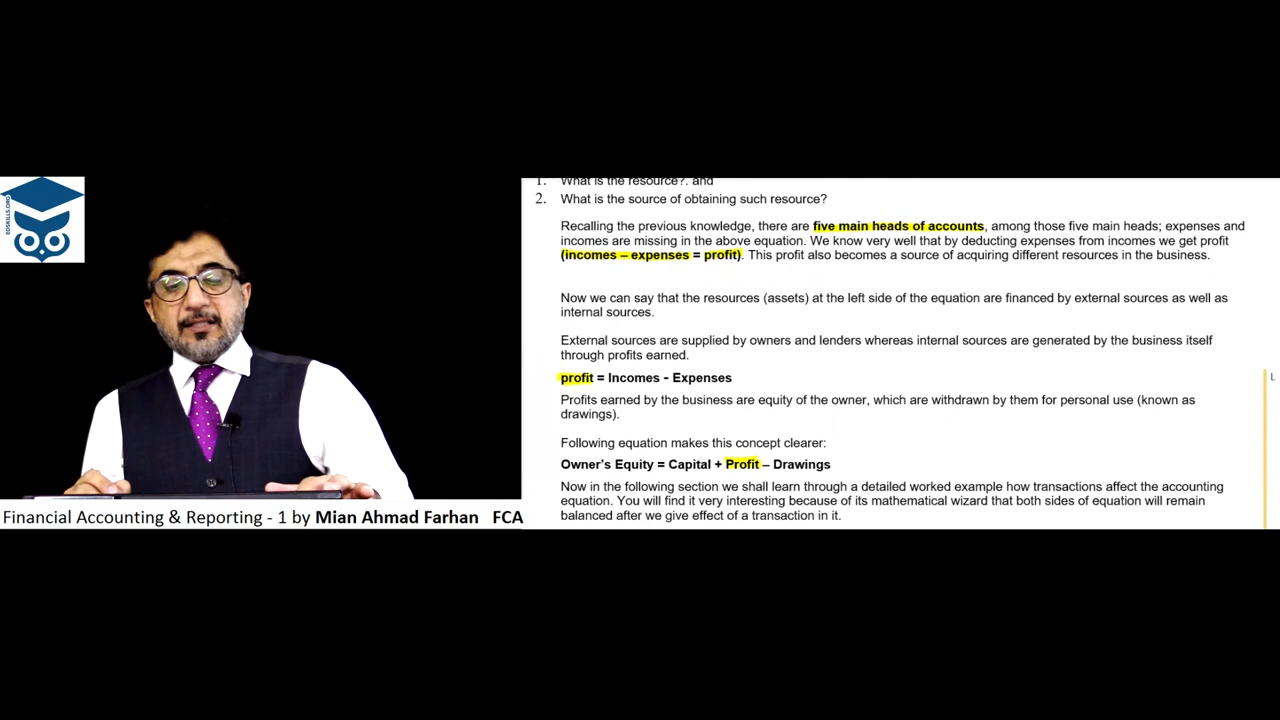 EDSKILLS.ORG
1. What is the resource?. and
2. What is the source of obtaining such resource?
Recalling the previous knowledge, there are five main heads of accounts, among those five main heads; expenses and
incomes are missing in the above equation. We know very well that by deducting expenses from incomes we get profit
(incomes – expenses = profit). This profit also becomes a source of acquiring different resources in the business.
Now we can say that the resources (assets) at the left side of the equation are financed by external sources as well as
internal sources.
External sources are supplied by owners and lenders whereas internal sources are generated by the business itself
through profits earned.
profit = Incomes - Expenses
Profits earned by the business are equity of the owner, which are withdrawn by them for personal use (known as
drawings).
Following equation makes this concept clearer:
Owner's Equity = Capital + Profit – Drawings
Now in the following section we shall learn through a detailed worked example how transactions affect the accounting
equation. You will find it very interesting because of its mathematical wizard that both sides of equation will remain
balanced after we give effect of a transaction in it.
L
Financial Accounting & Reporting - 1 by Mian Ahmad Farhan FCA